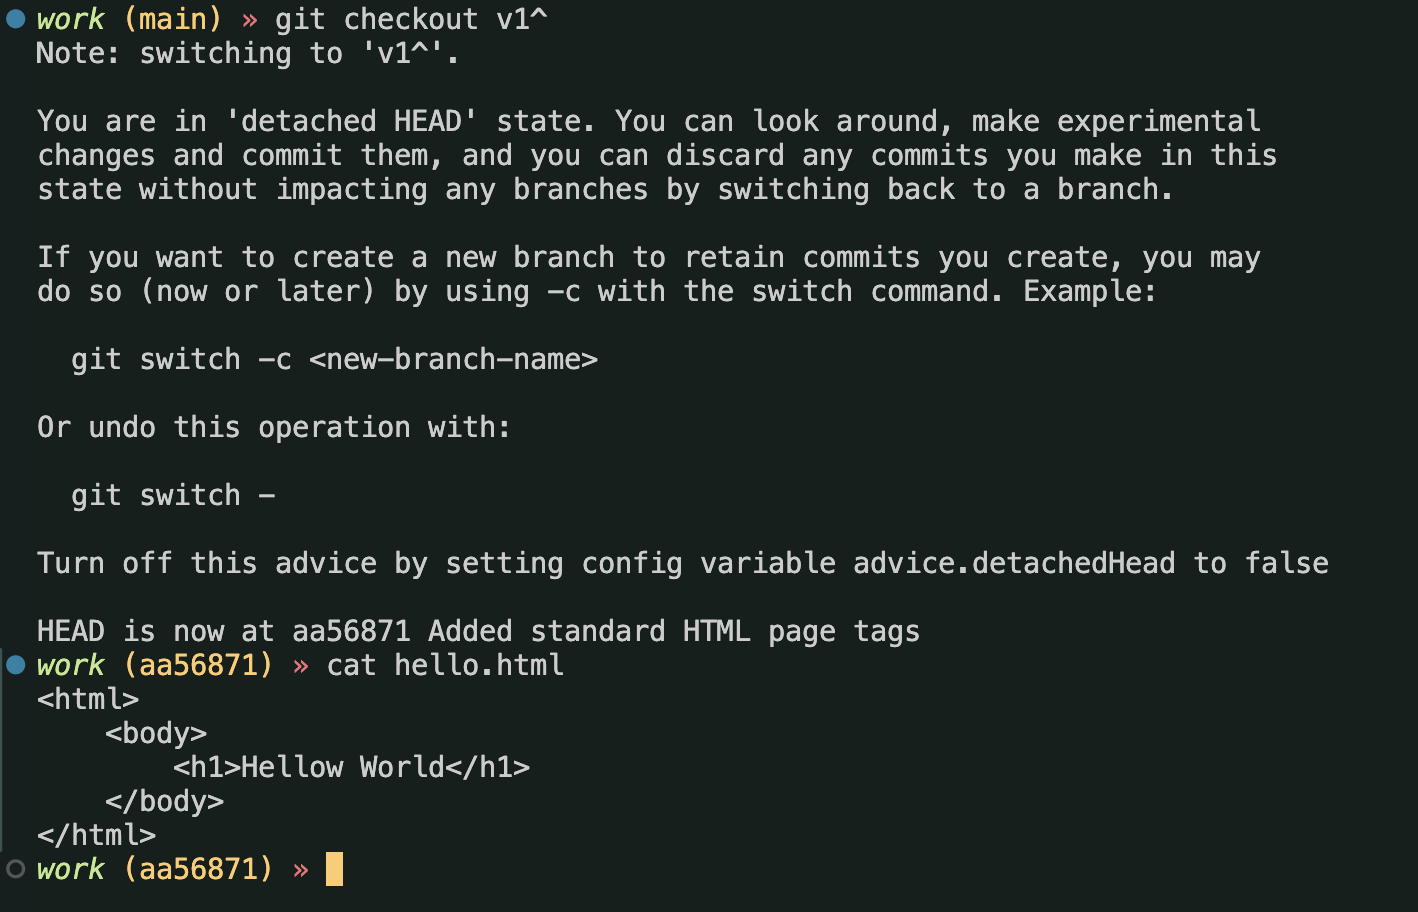 work (main) » git checkout v1^
Note: switching to 'v1^'.
You are in 'detached HEAD' state. You can look around, make experimental
changes and commit them, and you can discard any commits you make in this
state without impacting any branches by switching back to a branch.
If you want to create a new branch to retain commits you create, you may
do so (now or later) by using -c with the switch command. Example:
  git switch -c <new-branch-name>
Or undo this operation with:
  git switch -
Turn off this advice by setting config variable advice.detachedHead to false
HEAD is now at aa56871 Added standard HTML page tags
work (aa56871) » cat hello.html
<html>
    <body>
        <h1>Hellow World</h1>
    </body>
</html>
work (aa56871) »